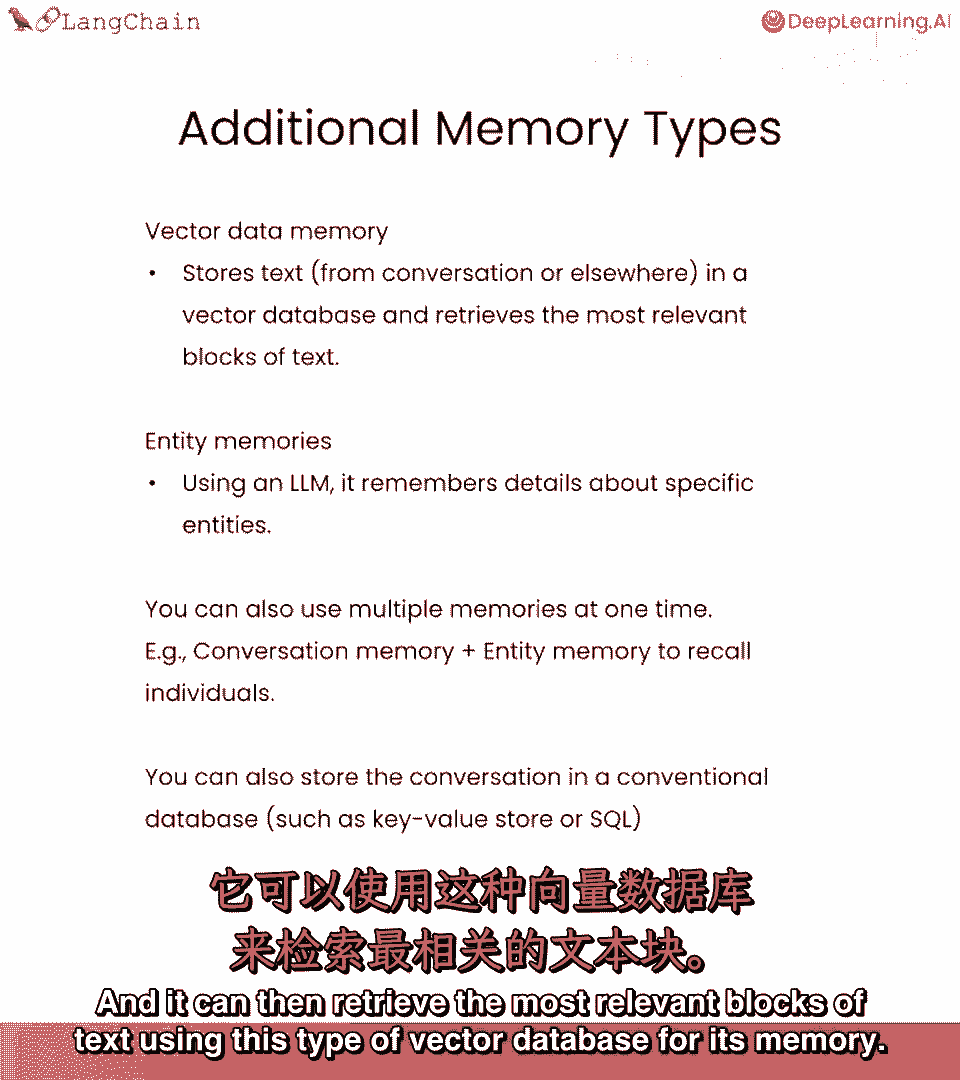 LangChain
DeepLearning.AI
Additional Memory Types
Vector data memory
• Stores text (from conversation or elsewhere) in a
vector database and retrieves the most relevant
blocks of text.
Entity memories
• Using an LLM, it remembers details about specific
entities.
You can also use multiple memories at one time.
E.g., Conversation memory + Entity memory to recall
individuals.
You can also store the conversation in a conventional
database (such as key-value store or SQL)
它可以使用这种向量数据库
来检索最相关的文本块。
And it can then retrieve the most relevant blocks of
text using this type of vector database for its memory.